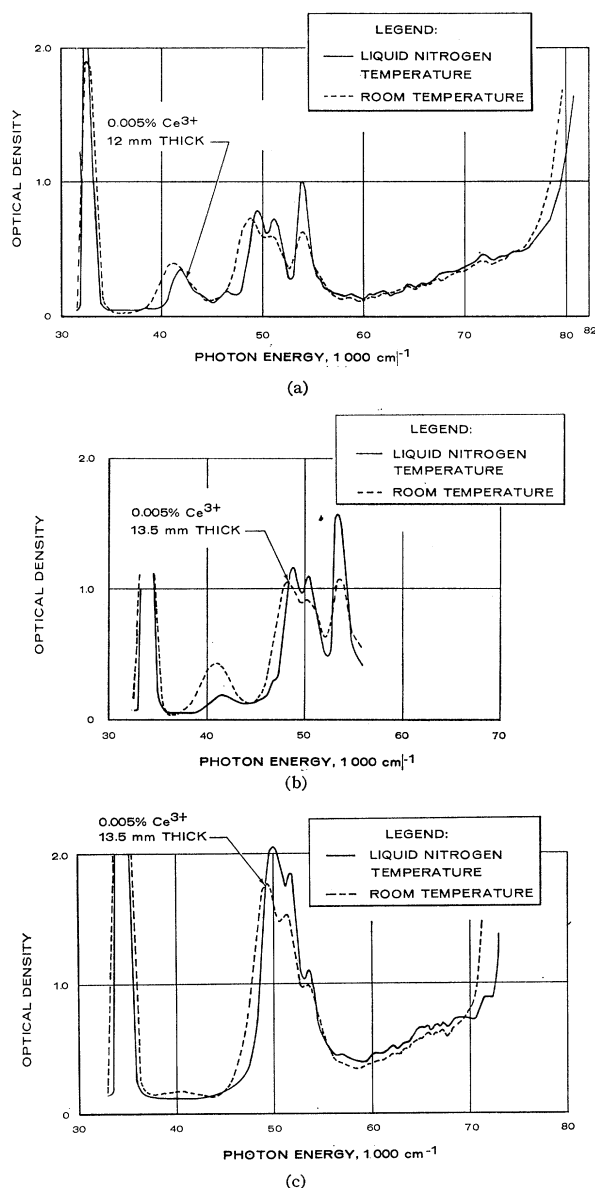 LEGEND:
LIQUID NITROGEN
TEMPERATURE
ROOM TEMPERATURE
0.005% Ce3+
12 mm THICK
OPTICAL DENSITY
2.0
1.0
0
30
40
50
60
70
80
82
PHOTON ENERGY, 1 000 cm-1
(a)
LEGEND:
LIQUID NITROGEN
TEMPERATURE
ROOM TEMPERATURE
0.005% Ce3+
13.5 mm THICK
OPTICAL DENSITY
2.0
1.0
0
30
40
50
60
70
PHOTON ENERGY, 1 000 cm-1
(b)
0.005% Ce3+
13.5 mm THICK
LEGEND:
LIQUID NITROGEN
TEMPERATURE
ROOM TEMPERATURE
OPTICAL DENSITY
2.0
1.0
0
30
40
50
60
70
80
PHOTON ENERGY, 1 000 cm-1
(c)